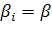 βᵢ = β